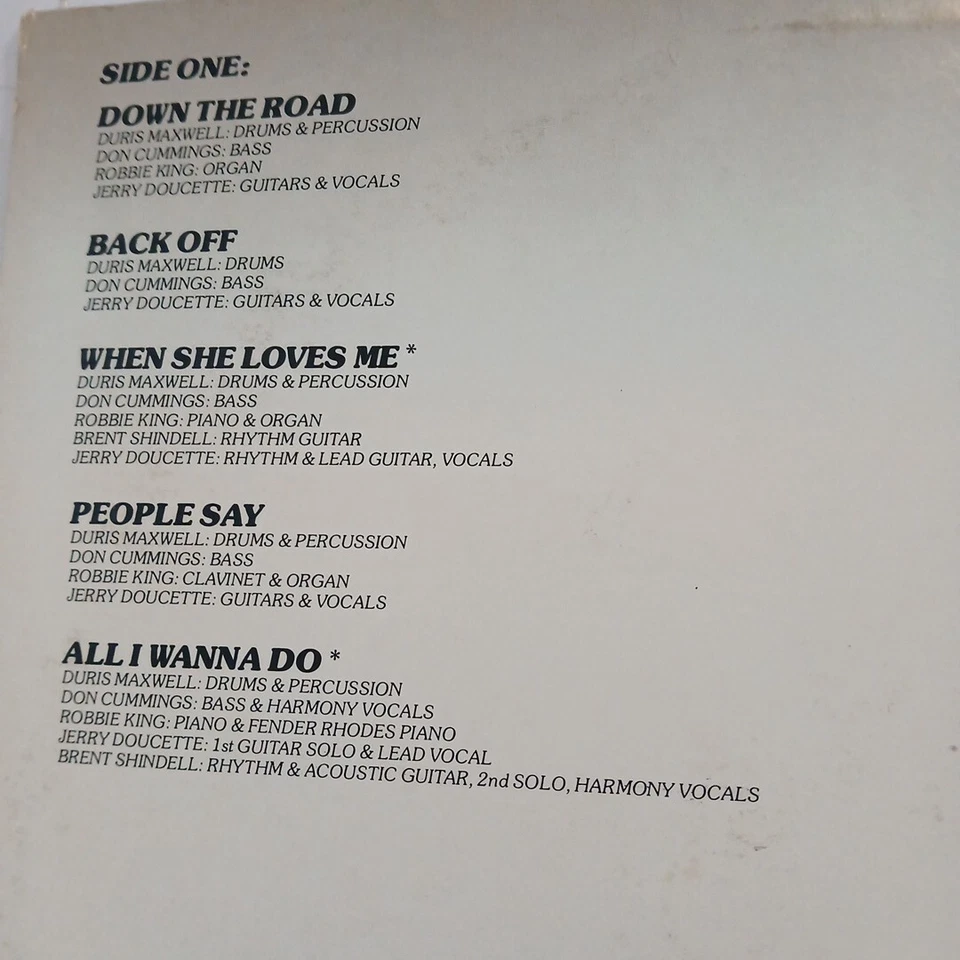 SIDE ONE:
DOWN THE ROAD
DURIS MAXWELL: DRUMS & PERCUSSION
DON CUMMINGS: BASS
ROBBIE KING: ORGAN
JERRY DOUCETTE: GUITARS & VOCALS
BACK OFF
DURIS MAXWELL: DRUMS
DON CUMMINGS: BASS
JERRY DOUCETTE: GUITARS & VOCALS
WHEN SHE LOVES ME *
DURIS MAXWELL: DRUMS & PERCUSSION
DON CUMMINGS: BASS
ROBBIE KING: PIANO & ORGAN
BRENT SHINDELL: RHYTHM GUITAR
JERRY DOUCETTE: RHYTHM & LEAD GUITAR, VOCALS
PEOPLE SAY
DURIS MAXWELL: DRUMS & PERCUSSION
DON CUMMINGS: BASS
ROBBIE KING: CLAVINET & ORGAN
JERRY DOUCETTE: GUITARS & VOCALS
ALL I WANNA DO *
DURIS MAXWELL: DRUMS & PERCUSSION
DON CUMMINGS: BASS & HARMONY VOCALS
ROBBIE KING: PIANO & FENDER RHODES PIANO
JERRY DOUCETTE: 1st GUITAR SOLO & LEAD VOCAL
BRENT SHINDELL: RHYTHM & ACOUSTIC GUITAR, 2nd SOLO, HARMONY VOCALS